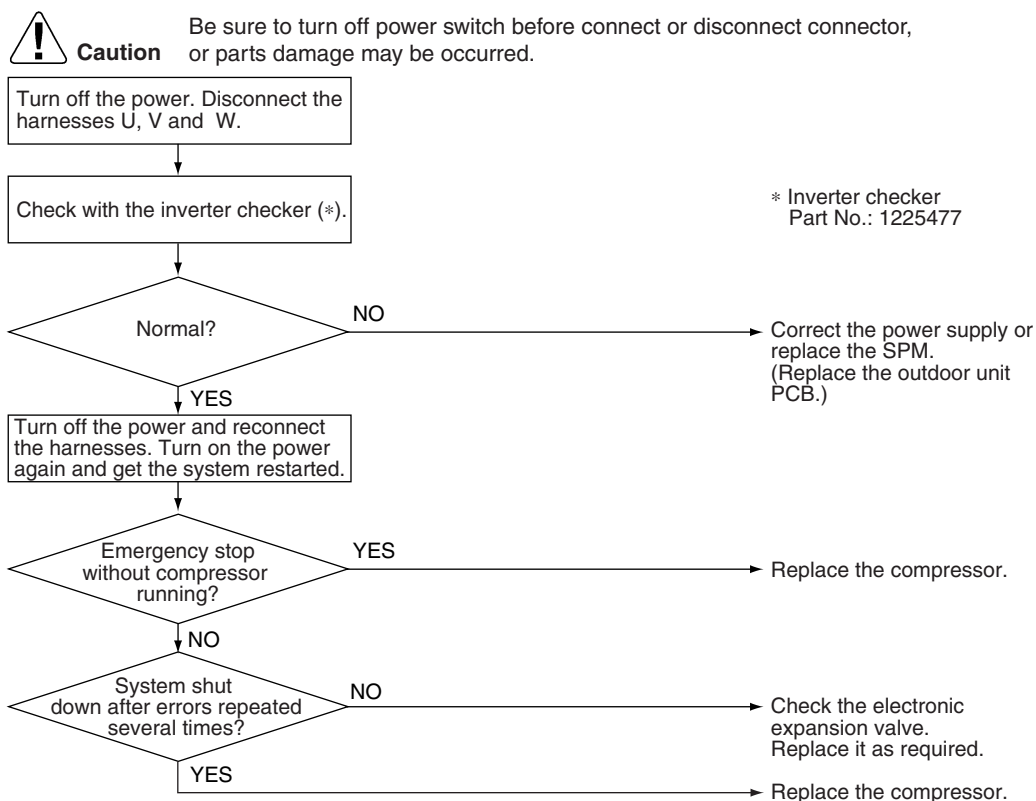 Be sure to turn off power switch before connect or disconnect connector,
Caution or parts damage may be occurred.
Turn off the power. Disconnect the
harnesses U, V and W.
Check with the inverter checker (*).
* Inverter checker
Part No.: 1225477
Normal?
NO
Correct the power supply or
replace the SPM.
(Replace the outdoor unit
PCB.)
YES
Turn off the power and reconnect
the harnesses. Turn on the power
again and get the system restarted.
Emergency stop
without compressor
running?
YES
Replace the compressor.
NO
System shut
down after errors repeated
several times?
NO
Check the electronic
expansion valve.
Replace it as required.
YES
Replace the compressor.